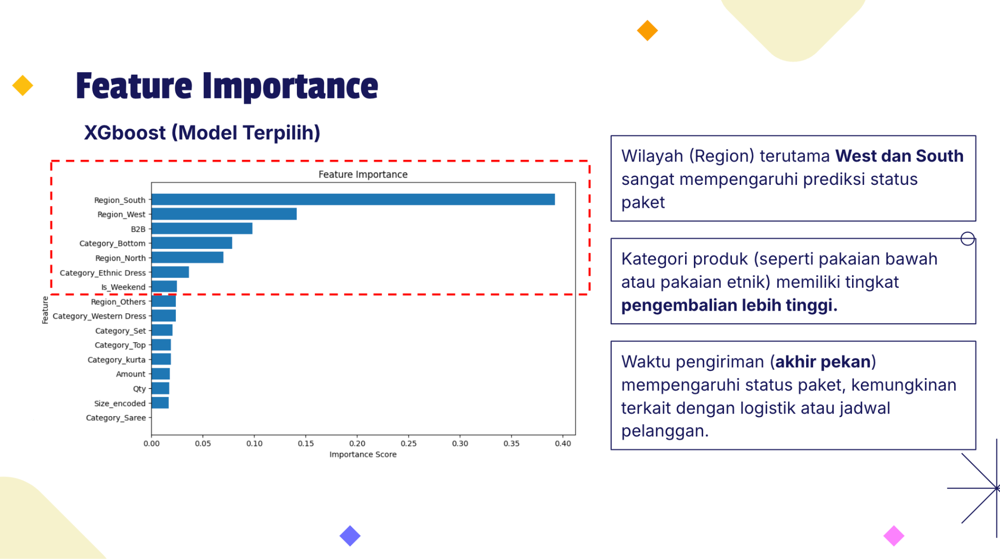 Feature Importance
XGboost (Model Terpilih)
Feature Importance
Region_South
Region_West
B2B
Category_Bottom
Region_North
Category_Ethnic Dress
Is_Weekend
Region_Others
Category_Western Dress
Category_Set
Category_Top
Category_kurta
Amount
Qty
Size_encoded
Category_Saree
Feature
0.00 0.05 0.10 0.15 0.20 0.25 0.30 0.35 0.40
Importance Score
Wilayah (Region) terutama West dan South
sangat mempengaruhi prediksi status
paket
Kategori produk (seperti pakaian bawah
atau pakaian etnik) memiliki tingkat
pengembalian lebih tinggi.
Waktu pengiriman (akhir pekan)
mempengaruhi status paket, kemungkinan
terkait dengan logistik atau jadwal
pelanggan.